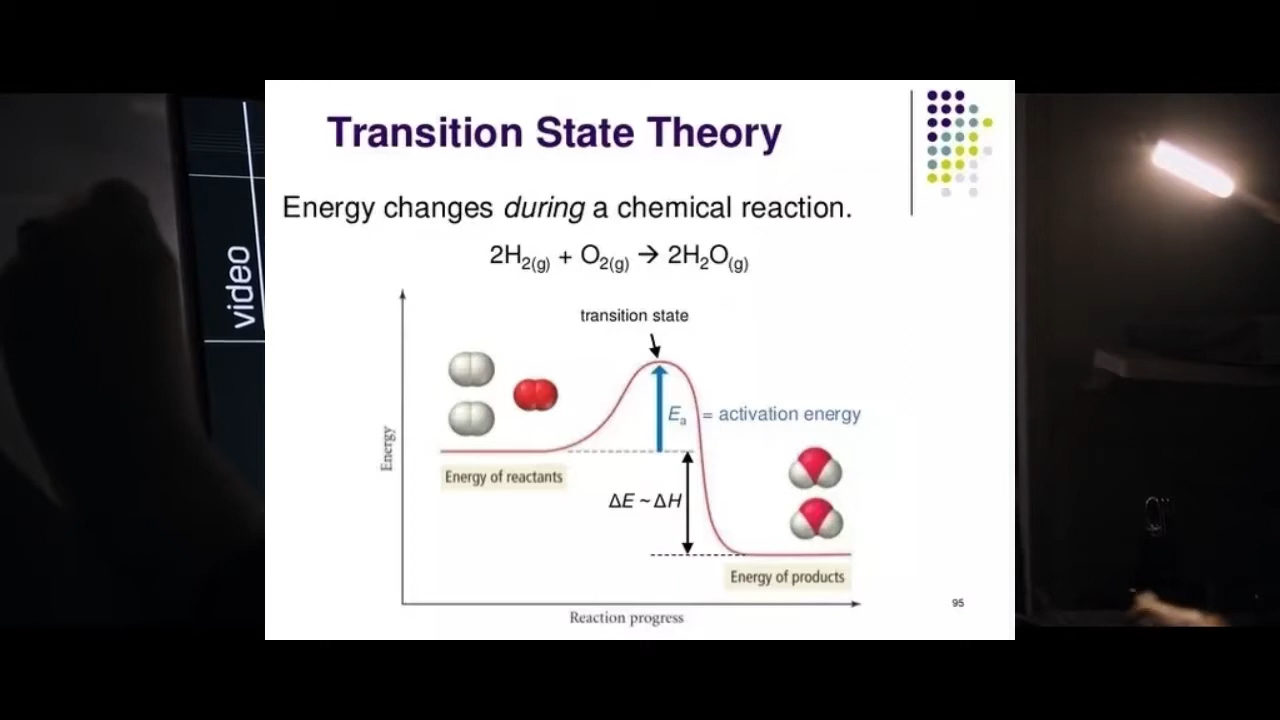 Transition State Theory
Energy changes during a chemical reaction.
2H2(g) + O2(g) → 2H2O(g)
transition state
Ea = activation energy
Energy
Energy of reactants
ΔE ~ ΔH
Energy of products
Reaction progress
95
video